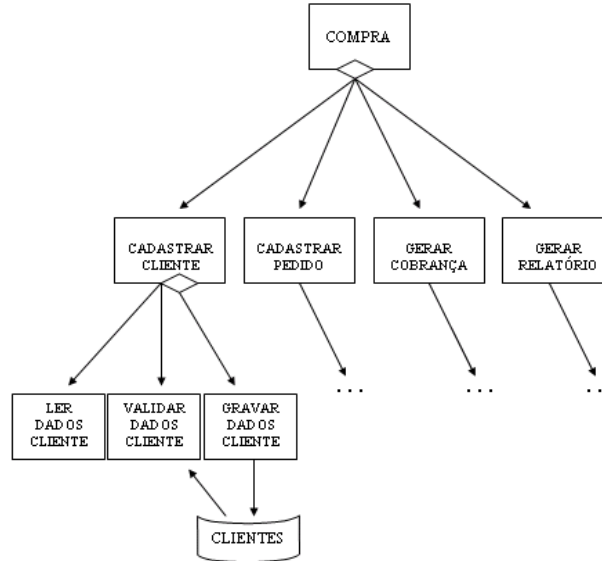 COMPRA
CADASTRAR
CLIENTE
CADASTRAR
PEDIDO
GERAR
COBRANÇA
GERAR
RELATÓRIO
...
...
..
LER
DADOS
CLIENTE
VALIDAR
DADOS
CLIENTE
GRAVAR
DADOS
CLIENTE
CLIENTES